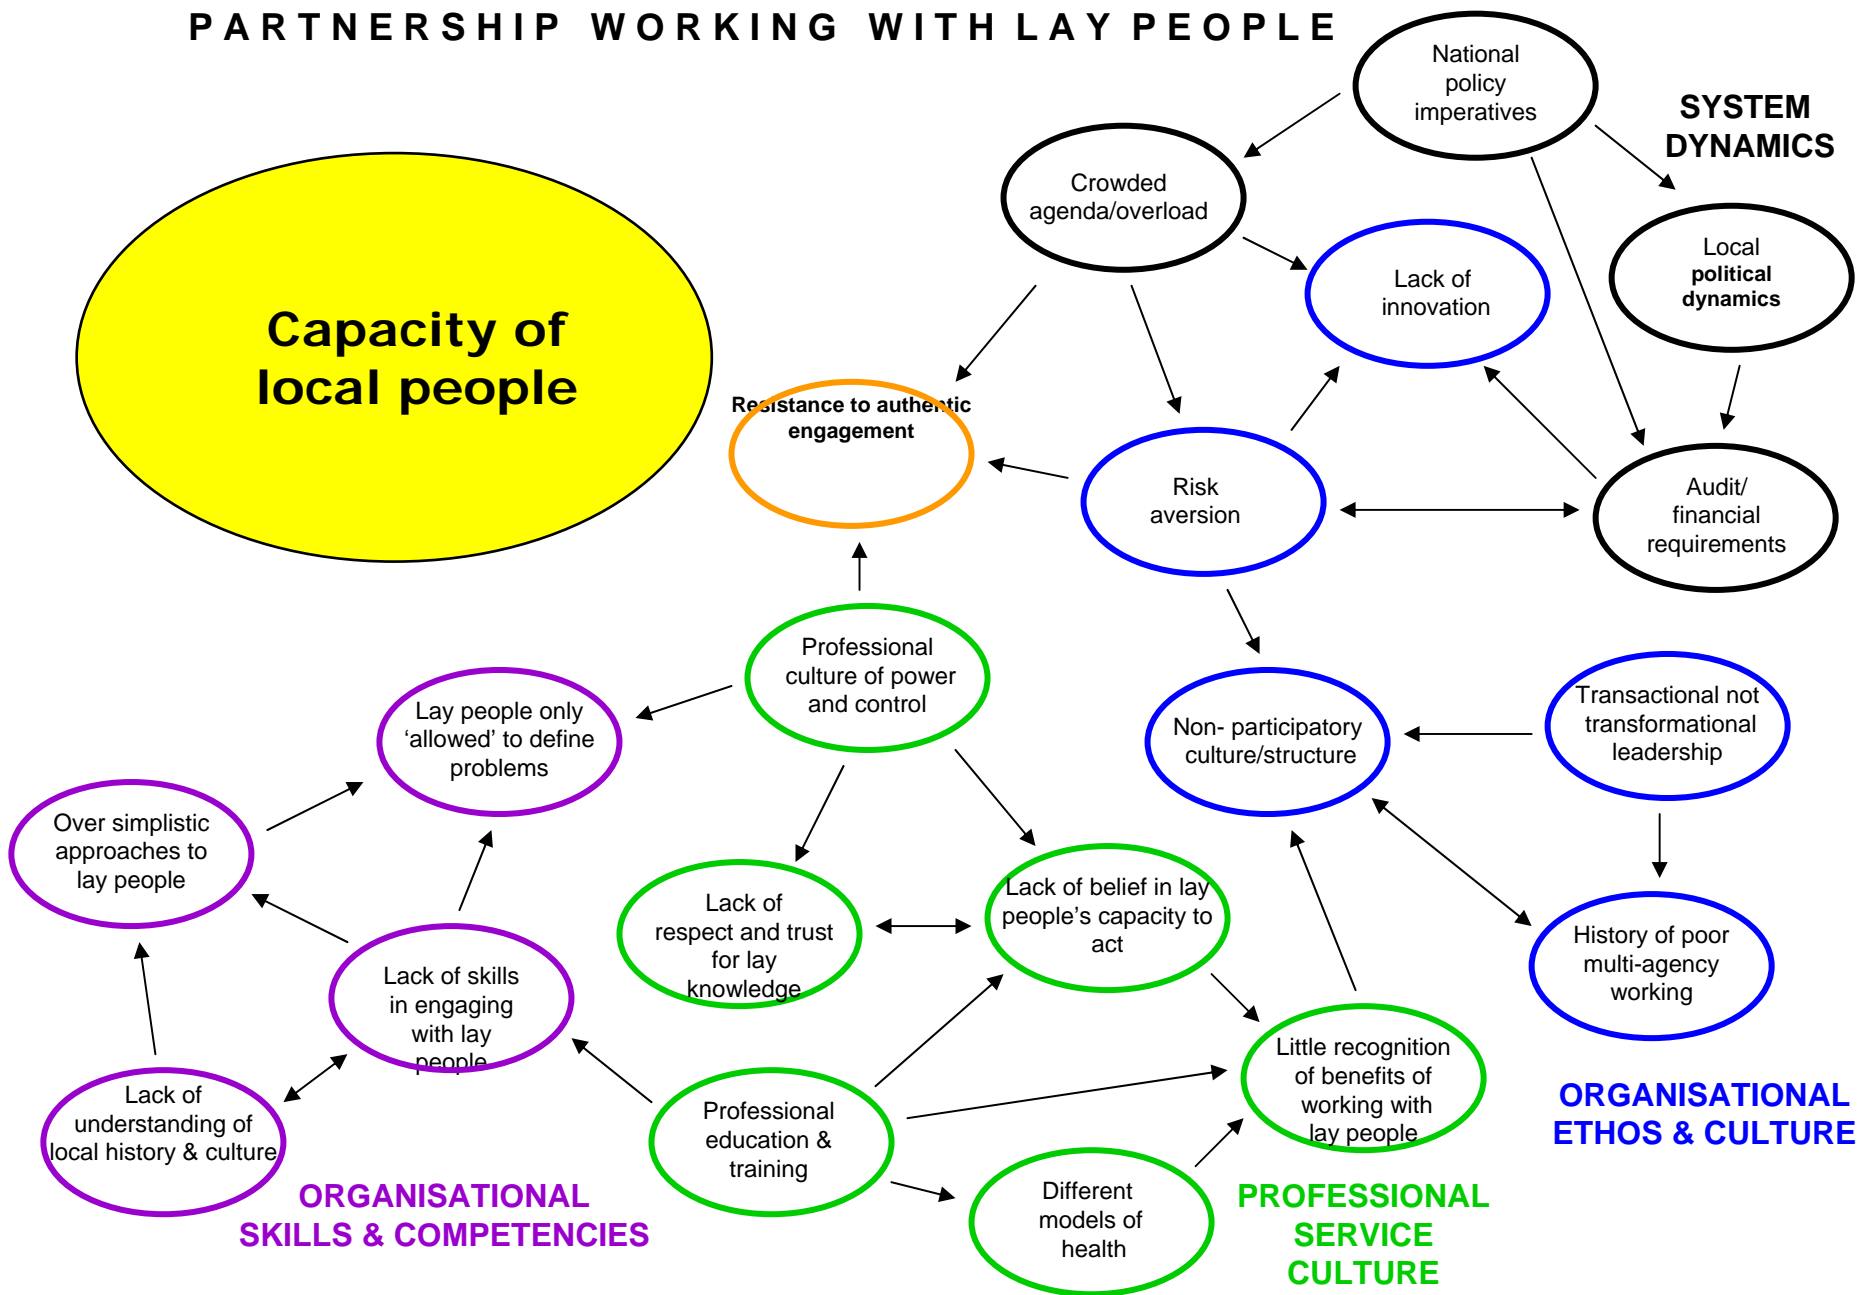 PARTNERSHIP WORKING WITH LAY PEOPLE
National
policy
imperatives
SYSTEM
DYNAMICS
Crowded
agenda/overload
Local
political
dynamics
Lack of
innovation
Capacity of
local people
Resistance to authentic
engagement
Risk
aversion
Audit/
financial
requirements
Professional
culture of power
and control
Lay people only
‘allowed’ to define
problems
Non- participatory
culture/structure
Transactional not
transformational
leadership
Over simplistic
approaches to
lay people
Lack of
respect and trust
for lay
knowledge
Lack of belief in lay
people’s capacity to
act
History of poor
multi-agency
working
Lack of skills
in engaging
with lay
people
Little recognition
of benefits of
working with
lay people
Lack of
understanding of
local history & culture
Professional
education &
training
ORGANISATIONAL
ETHOS & CULTURE
Different
models of
health
ORGANISATIONAL
SKILLS & COMPETENCIES
PROFESSIONAL
SERVICE
CULTURE